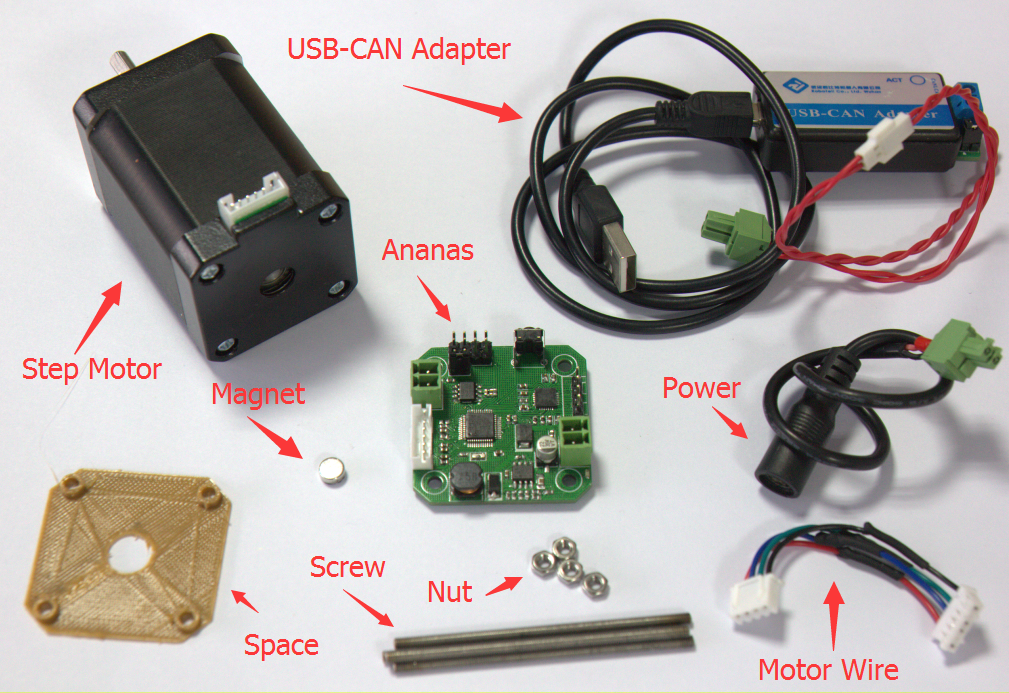 USB-CAN Adapter
ACT
USB-CAN Adapter
Ananas
Step Motor
Magnet
Power
Screw
Nut
Space
Motor Wire